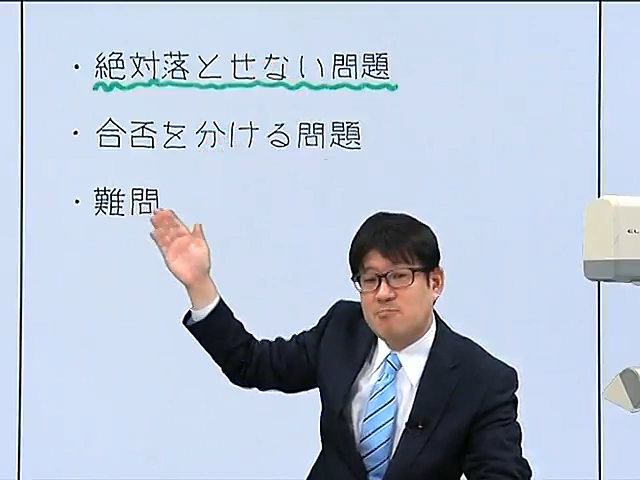 ・絶対落とせない問題
・合否を分ける問題
・難問